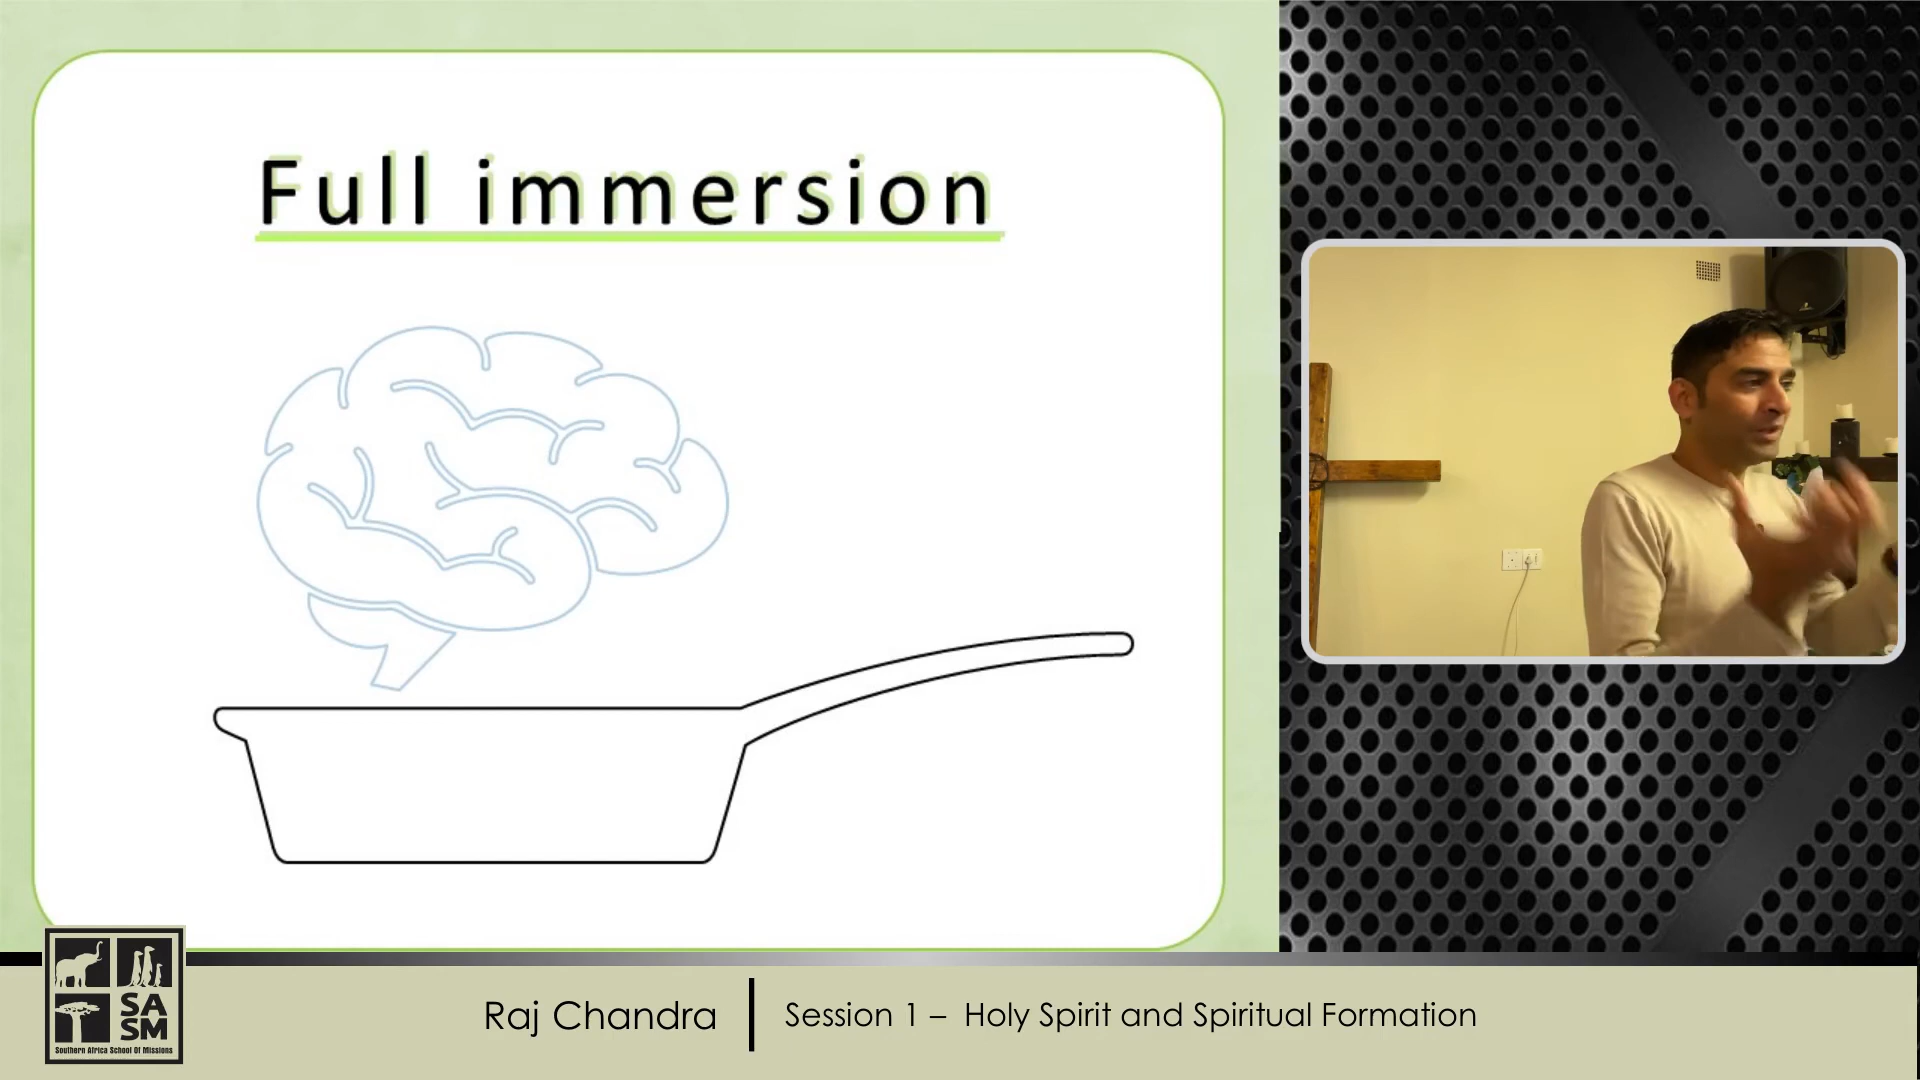 Full immersion
SA
SM
Southern Africa School Of Missions
Raj Chandra
Session 1 – Holy Spirit and Spiritual Formation